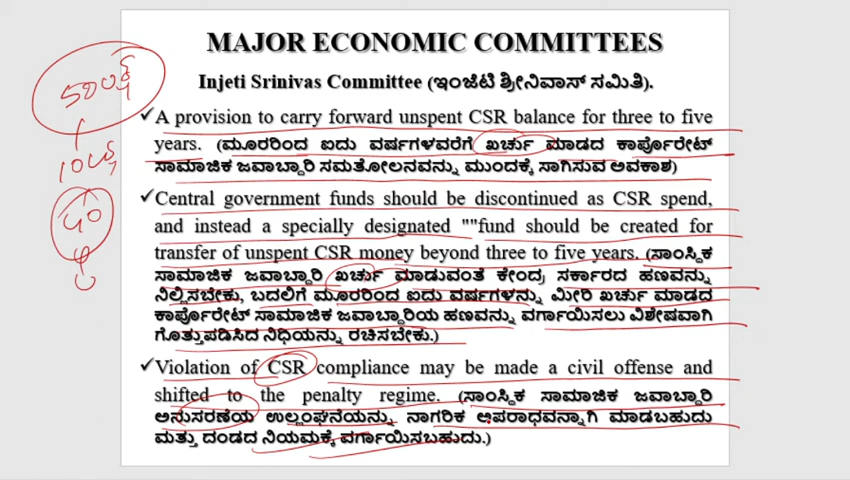 MAJOR ECONOMIC COMMITTEES
Injeti Srinivas Committee (ಇಂಜೆಟಿ ಶ್ರೀನಿವಾಸ್ ಸಮಿತಿ).
✓A provision to carry forward unspent CSR balance for three to five
years. (ಮೂರರಿಂದ ಐದು ವರ್ಷಗಳವರೆಗೆ ಖರ್ಚು ಮಾಡದ ಕಾರ್ಪೊರೇಟ್
ಸಾಮಾಜಿಕ ಜವಾಬ್ದಾರಿ ಸಮತೋಲನವನ್ನು ಮುಂದಕ್ಕೆ ಸಾಗಿಸುವ ಅವಕಾಶ)
✓Central government funds should be discontinued as CSR spend,
and instead a specially designated ""fund should be created for
transfer of unspent CSR money beyond three to five years. (ಸಾಂಸ್ಥಿಕ
ಸಾಮಾಜಿಕ ಜವಾಬ್ದಾರಿ ಖರ್ಚು ಮಾಡುವಂತೆ ಕೇಂದ್ರ ಸರ್ಕಾರದ ಹಣವನ್ನು
ನಿಲ್ಲಿಸಬೇಕು, ಬದಲಿಗೆ ಮೂರರಿಂದ ಐದು ವರ್ಷಗಳನ್ನು ಮೀರಿ ಖರ್ಚು ಮಾಡದ
ಕಾರ್ಪೊರೇಟ್ ಸಾಮಾಜಿಕ ಜವಾಬ್ದಾರಿಯ ಹಣವನ್ನು ವರ್ಗಾಯಿಸಲು ವಿಶೇಷವಾಗಿ
ಗೊತ್ತುಪಡಿಸಿದ ನಿಧಿಯನ್ನು ರಚಿಸಬೇಕು.)
✓Violation of CSR compliance may be made a civil offense and
shifted to the penalty regime. (ಸಾಂಸ್ಥಿಕ ಸಾಮಾಜಿಕ ಜವಾಬ್ದಾರಿ
ಅನುಸರಣೆಯ ಉಲ್ಲಂಘನೆಯನ್ನು ನಾಗರಿಕ ಅಪರಾಧವನ್ನಾಗಿ ಮಾಡಬಹುದು
ಮತ್ತು ದಂಡದ ನಿಯಮಕ್ಕೆ ವರ್ಗಾಯಿಸಬಹುದು.)